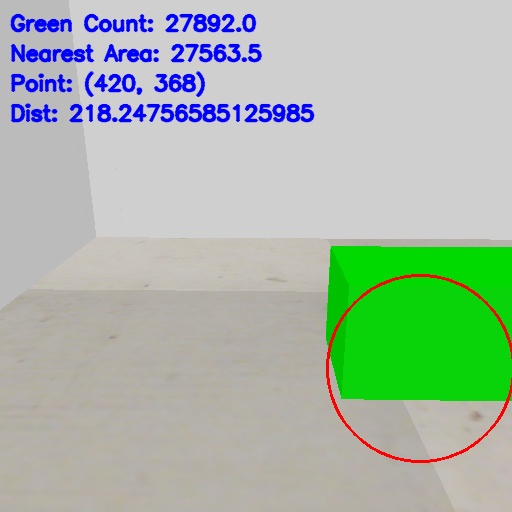 Green Count: 27892.0
Nearest Area: 27563.5
Point: (420, 368)
Dist: 218.24756585125985